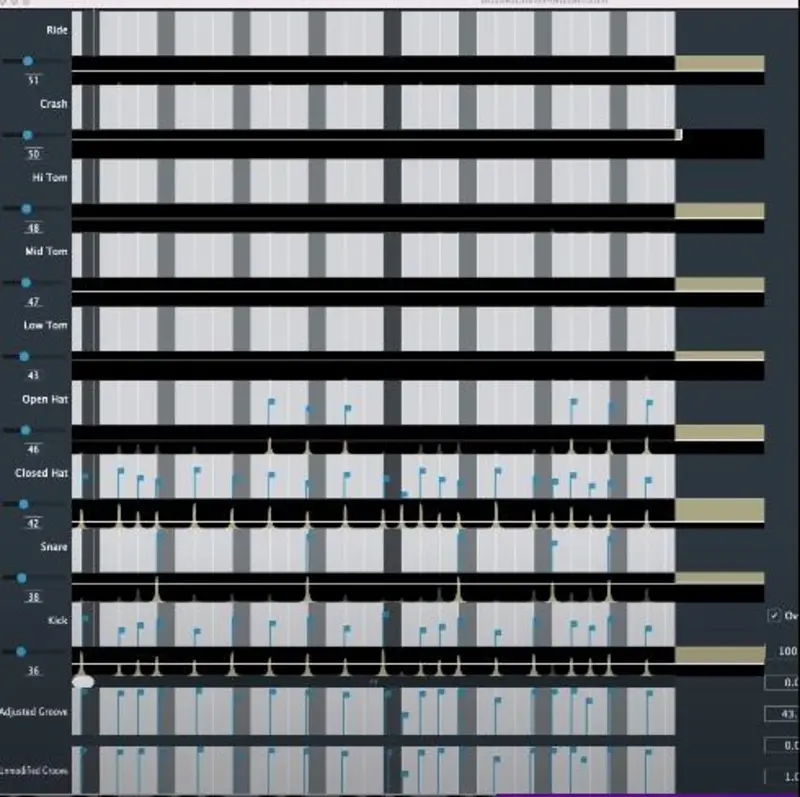 Ride
51
Crash
50
Hi Tom
48
Mid Tom
47
Low Tom
43
Open Hat
46
Closed Hat
42
Snare
38
Kick
36
Adjusted Groove
Unmodified Groove
Ov
100
0.0
43.
0.0
1.0